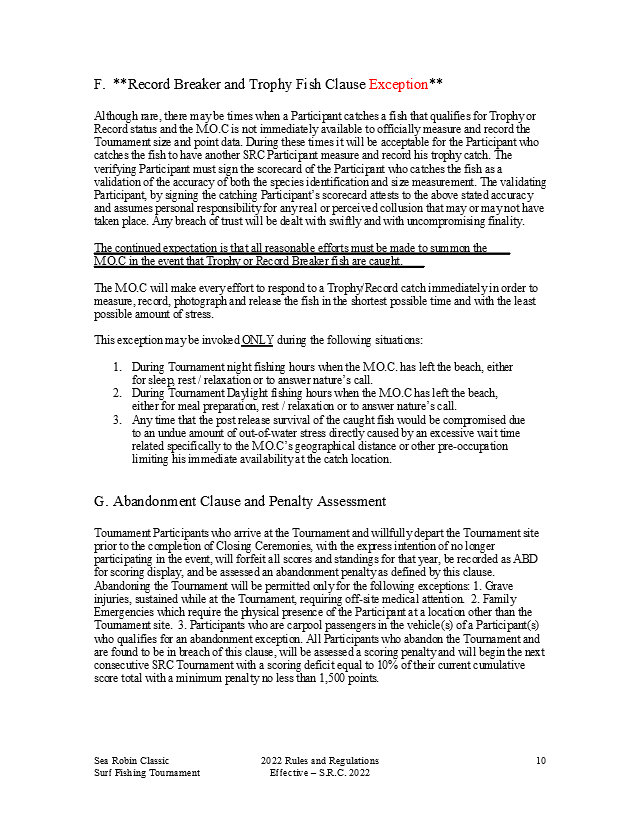 F. **Record Breaker and Trophy Fish Clause Exception**
Although rare, there may be times when a Participant catches a fish that qualifies for Trophy or
Record status and the M.O.C is not immediately available to officially measure and record the
Tournament size and point data. During these times it will be acceptable for the Participant who
catches the fish to have another SRC Participant measure and record his trophy catch. The
verifying Participant must sign the scorecard of the Participant who catches the fish as a
validation of the accuracy of both the species identification and size measurement. The validating
Participant, by signing the catching Participant's scorecard attests to the above stated accuracy
and assumes personal responsibility for any real or perceived collusion that may or may not have
taken place. Any breach of trust will be dealt with swiftly and with uncompromising finality.
The continued expectation is that all reasonable efforts must be made to summon the
M.O.C in the event that Trophy or Record Breaker fish are caught.
The M.O.C will make every effort to respond to a Trophy/Record catch immediately in order to
measure, record, photograph and release the fish in the shortest possible time and with the least
possible amount of stress.
This exception may be invoked ONLY during the following situations:
1. During Tournament night fishing hours when the M.O.C. has left the beach, either
for sleep, rest / relaxation or to answer nature's call.
2. During Tournament Daylight fishing hours when the M.O.C has left the beach,
either for meal preparation, rest / relaxation or to answer nature's call.
3. Any time that the post release survival of the caught fish would be compromised due
to an undue amount of out-of-water stress directly caused by an excessive wait time
related specifically to the M.O.C's geographical distance or other pre-occupation
limiting his immediate availability at the catch location.
G. Abandonment Clause and Penalty Assessment
Tournament Participants who arrive at the Tournament and willfully depart the Tournament site
prior to the completion of Closing Ceremonies, with the express intention of no longer
participating in the event, will forfeit all scores and standings for that year, be recorded as ABD
for scoring display, and be assessed an abandonment penalty as defined by this clause.
Abandoning the Tournament will be permitted only for the following exceptions: 1. Grave
injuries, sustained while at the Tournament, requiring off-site medical attention. 2. Family
Emergencies which require the physical presence of the Participant at a location other than the
Tournament site. 3. Participants who are carpool passengers in the vehicle(s) of a Participant(s)
who qualifies for an abandonment exception. All Participants who abandon the Tournament and
are found to be in breach of this clause, will be assessed a scoring penalty and will begin the next
consecutive SRC Tournament with a scoring deficit equal to 10% of their current cumulative
score total with a minimum penalty no less than 1,500 points.
Sea Robin Classic 2022 Rules and Regulations 10
Surf Fishing Tournament Effective – S.R.C. 2022